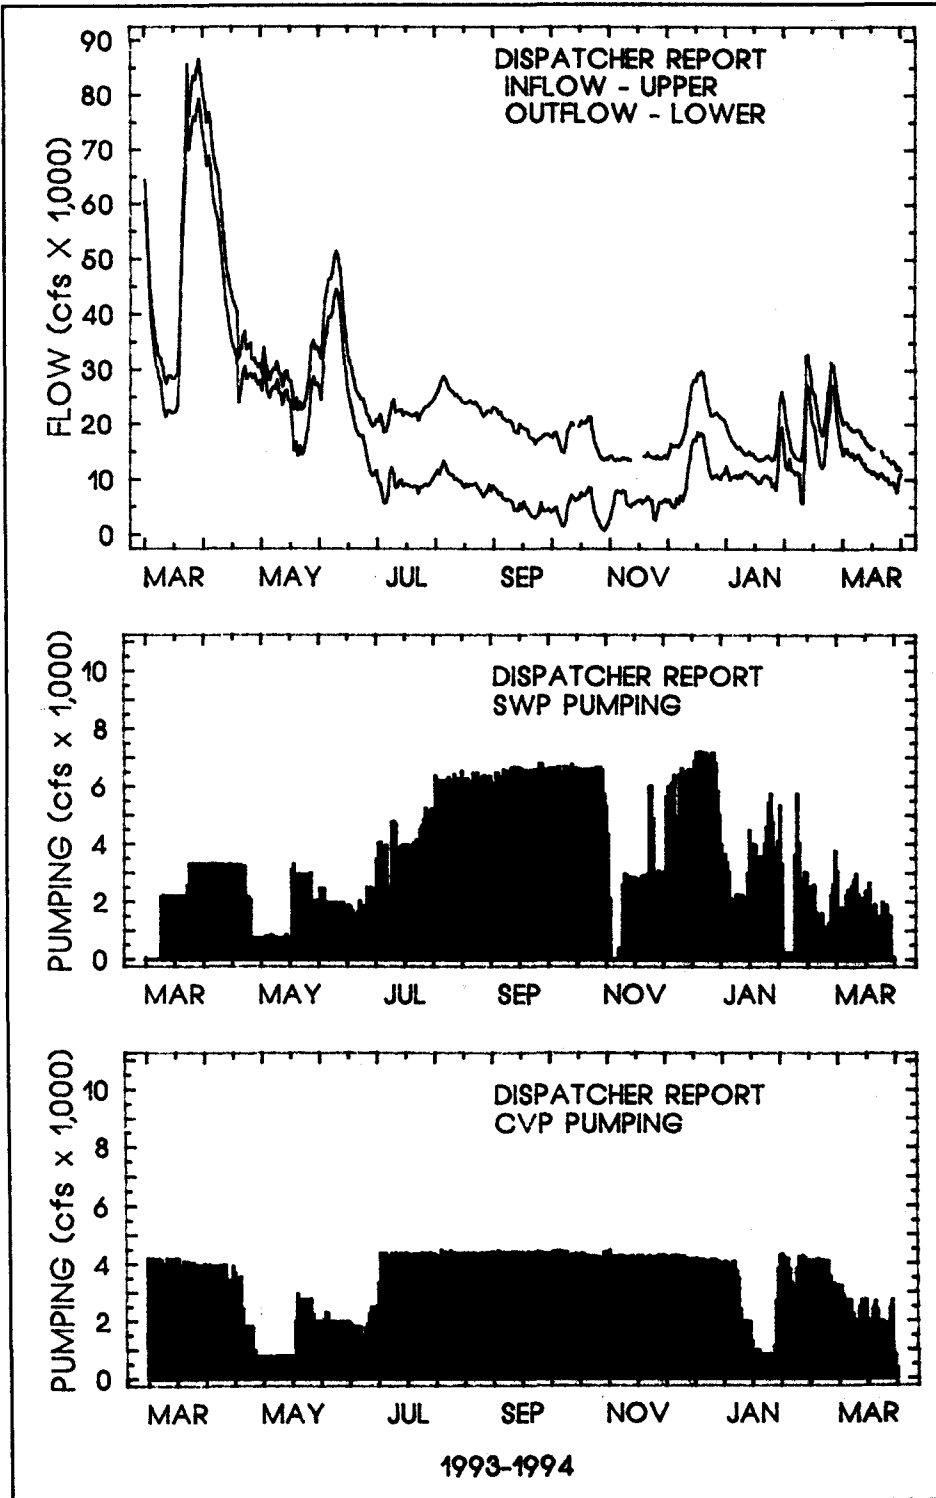 DISPATCHER REPORT
INFLOW - UPPER
OUTFLOW - LOWER
FLOW (cfs X 1,000)
90
80
70
60
50
40
30
20
10
0
MAR MAY JUL SEP NOV JAN MAR
DISPATCHER REPORT
SWP PUMPING
PUMPING (cfs x 1,000)
10
8
6
4
2
0
MAR MAY JUL SEP NOV JAN MAR
DISPATCHER REPORT
CVP PUMPING
PUMPING (cfs x 1,000)
10
8
6
4
2
0
MAR MAY JUL SEP NOV JAN MAR
1993-1994